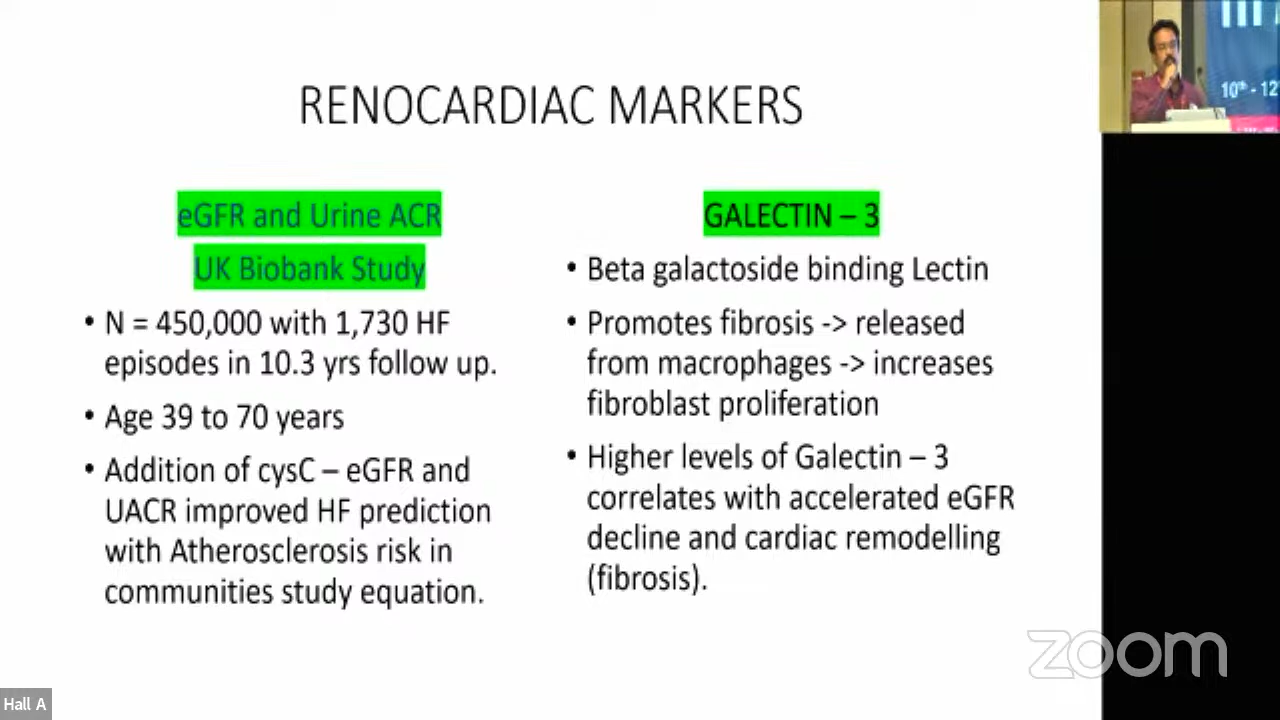 RENOCARDIAC MARKERS
eGFR and Urine ACR
UK Biobank Study
• N = 450,000 with 1,730 HF
episodes in 10.3 yrs follow up.
• Age 39 to 70 years
• Addition of cysC – eGFR and
UACR improved HF prediction
with Atherosclerosis risk in
communities study equation.
GALECTIN – 3
• Beta galactoside binding Lectin
• Promotes fibrosis -> released
from macrophages -> increases
fibroblast proliferation
• Higher levels of Galectin – 3
correlates with accelerated eGFR
decline and cardiac remodelling
(fibrosis).
10th - 12
zoom
Hall A